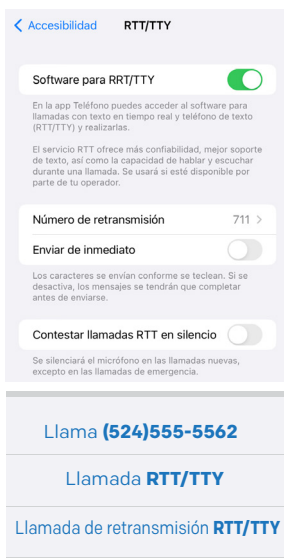 Accesibilidad RTT/TTY
Software para RRT/TTY
En la app Teléfono puedes acceder al software para
llamadas con texto en tiempo real y teléfono de texto
(RTT/TTY) y realizarlas.
El servicio RTT ofrece más confiabilidad, mejor soporte
de texto, así como la capacidad de hablar y escuchar
durante una llamada. Se usará si esté disponible por
parte de tu operador.
Número de retransmisión 711
Enviar de inmediato
Los caracteres se envían conforme se teclean. Si se
desactiva, los mensajes se tendrán que completar
antes de enviarse.
Contestar llamadas RTT en silencio
Se silenciará el micrófono en las llamadas nuevas,
excepto en las llamadas de emergencia.
Llama (524)555-5562
Llamada RTT/TTY
Llamada de retransmisión RTT/TTY